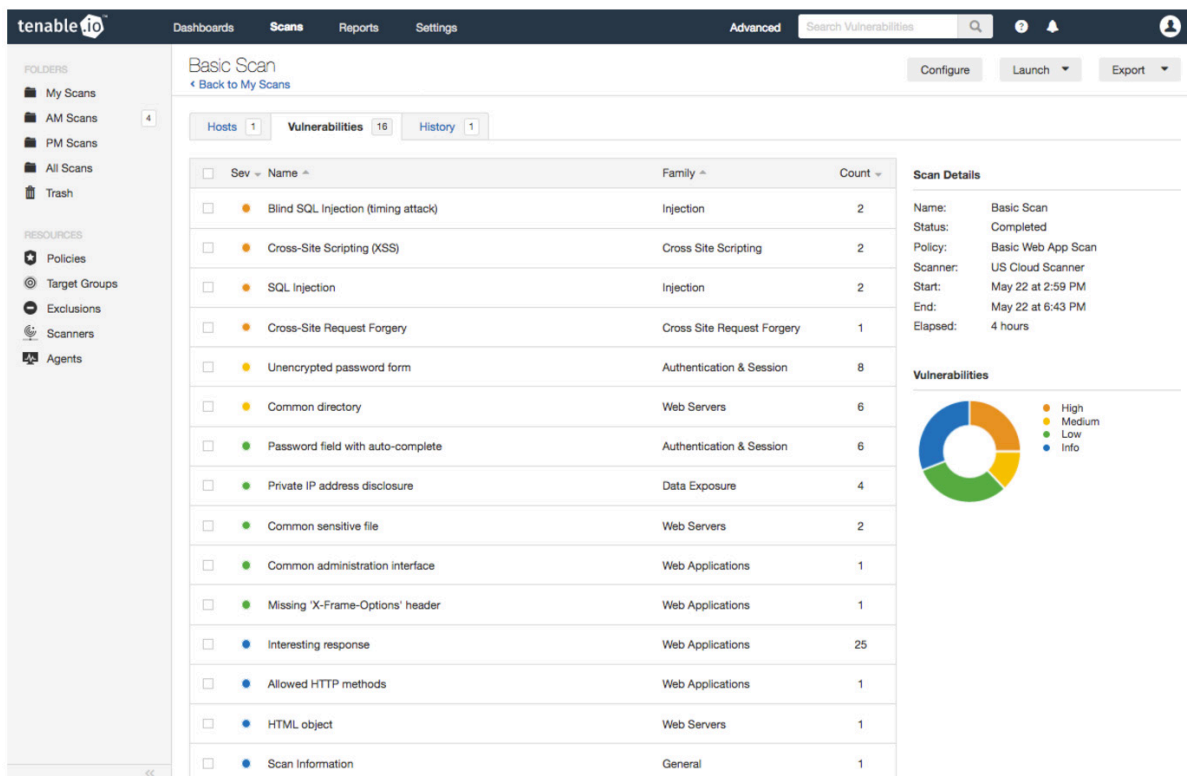 tenable.io™ Dashboards Scans Reports Settings Advanced Search Vulnerabilities
FOLDERS
My Scans
AM Scans 4
PM Scans
All Scans
Trash
RESOURCES
Policies
Target Groups
Exclusions
Scanners
Agents
Basic Scan
Back to My Scans
Configure Launch Export
Hosts 1 Vulnerabilities 16 History 1
Sev Name Family Count
Blind SQL Injection (timing attack) Injection 2
Cross-Site Scripting (XSS) Cross Site Scripting 2
SQL Injection Injection 2
Cross-Site Request Forgery Cross Site Request Forgery 1
Unencrypted password form Authentication & Session 8
Common directory Web Servers 6
Password field with auto-complete Authentication & Session 6
Private IP address disclosure Data Exposure 4
Common sensitive file Web Servers 2
Common administration interface Web Applications 1
Missing 'X-Frame-Options' header Web Applications 1
Interesting response Web Applications 25
Allowed HTTP methods Web Applications 1
HTML object Web Servers 1
Scan Information General 1
Scan Details
Name: Basic Scan
Status: Completed
Policy: Basic Web App Scan
Scanner: US Cloud Scanner
Start: May 22 at 2:59 PM
End: May 22 at 6:43 PM
Elapsed: 4 hours
Vulnerabilities
High
Medium
Low
Info